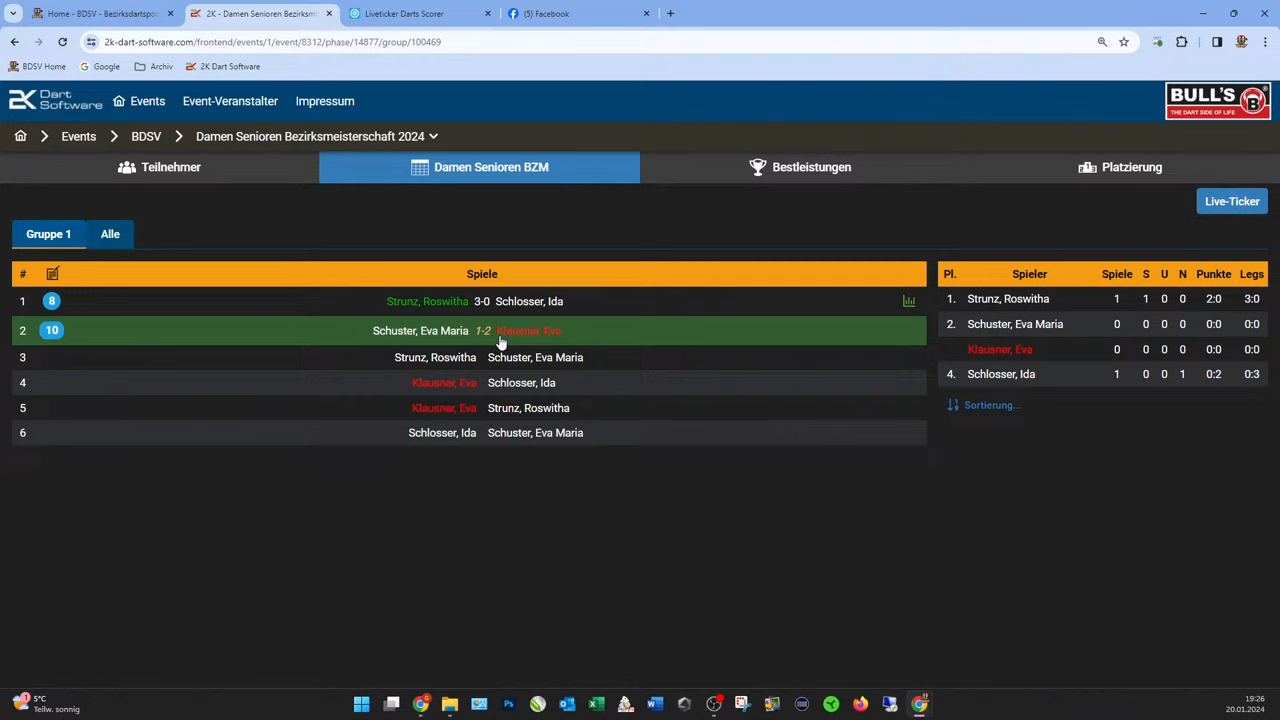 Home - BDSV - Bezirksdartspo
2K - Damen Senioren Bezirksm
Liveticker Darts Scorer
(5) Facebook
2k-dart-software.com/frontend/events/1/event/8312/phase/14877/group/100469
BDSV Home
Google
Archiv
2K Dart Software
2K Dart Software
Events
Event-Veranstalter
Impressum
BULL'S
THE DART SIDE OF LIFE
Events
BDSV
Damen Senioren Bezirksmeisterschaft 2024
Teilnehmer
Damen Senioren BZM
Bestleistungen
Platzierung
Live-Ticker
Gruppe 1
Alle
# Spiele
1 8 Strunz, Roswitha 3-0 Schlosser, Ida
2 10 Schuster, Eva Maria 1-2 Klausner, Eva
3 Strunz, Roswitha Schuster, Eva Maria
4 Klausner, Eva Schlosser, Ida
5 Klausner, Eva Strunz, Roswitha
6 Schlosser, Ida Schuster, Eva Maria
Pl. Spieler Spiele S U N Punkte Legs
1. Strunz, Roswitha 1 1 0 0 2:0 3:0
2. Schuster, Eva Maria 0 0 0 0 0:0 0:0
Klausner, Eva 0 0 0 0 0:0 0:0
4. Schlosser, Ida 1 0 0 1 0:2 0:3
Sortierung...
1
5°C
Teilw. sonnig
19:26
20.01.2024